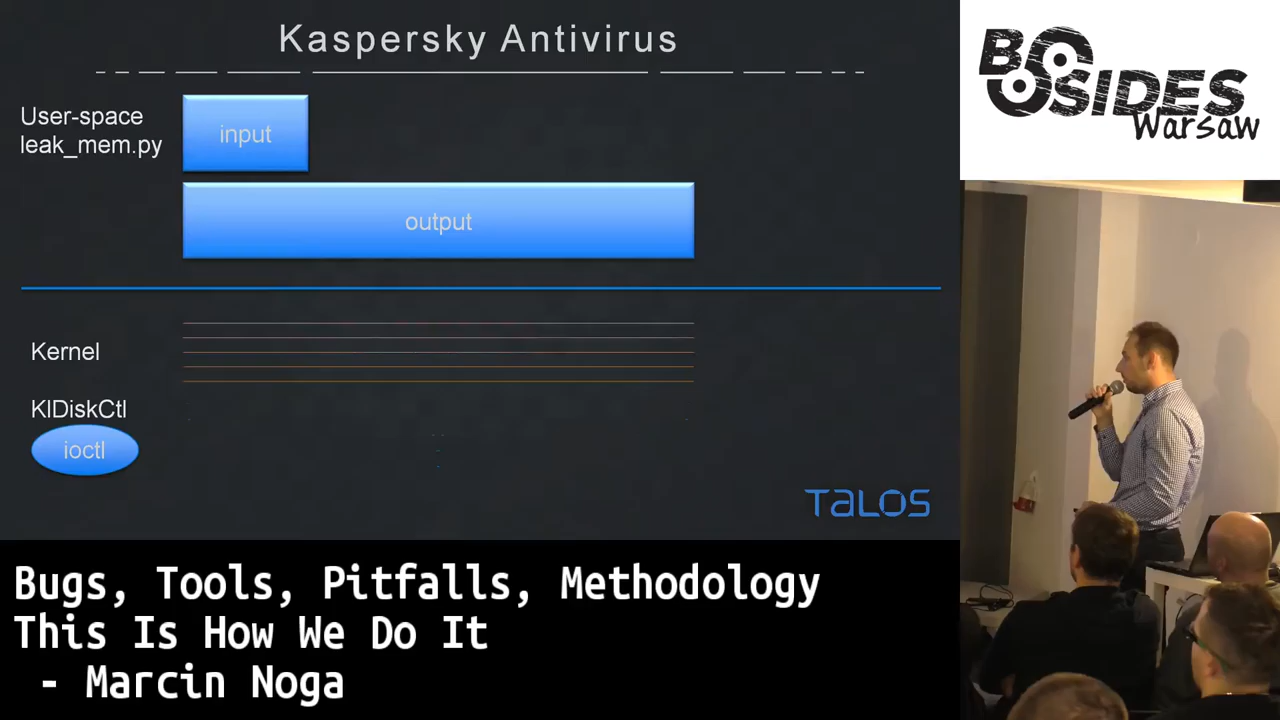 Kaspersky Antivirus
User-space
leak_mem.py
input
output
Kernel
KlDiskCtl
ioctl
TALOS
BSIDES
Warsaw
Bugs, Tools, Pitfalls, Methodology
This Is How We Do It
- Marcin Noga